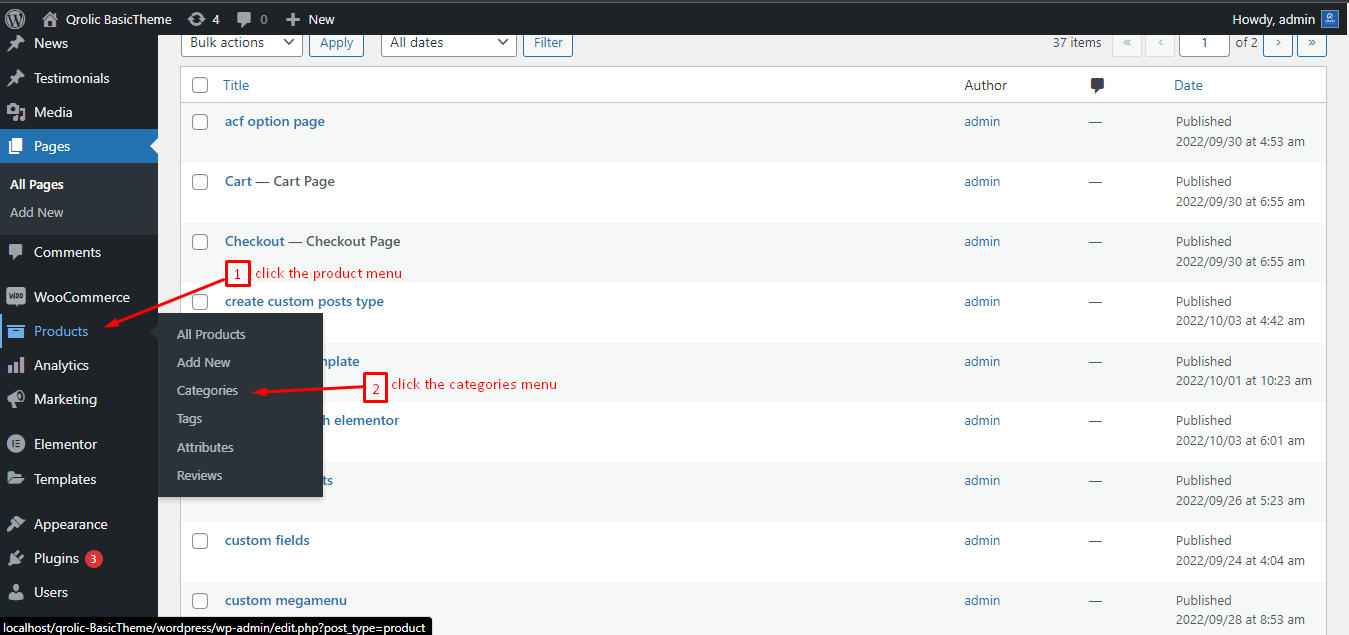 Qrolic BasicTheme 4 0 New Howdy, admin
News
Testimonials
Media
Pages
All Pages
Add New
Comments
WooCommerce
Products
Analytics
Marketing
Elementor
Templates
Appearance
Plugins 3
Users
Bulk actions Apply All dates Filter 37 items « ‹ 1 of 2 › »
Title Author Date
acf option page admin — Published
2022/09/30 at 4:53 am
Cart — Cart Page admin — Published
2022/09/30 at 6:55 am
Checkout — Checkout Page admin — Published
2022/09/30 at 6:55 am
1 click the product menu
create custom posts type admin — Published
2022/10/03 at 4:42 am
All Products
Add New
Categories
Tags
Attributes
Reviews
mplate admin — Published
2022/10/01 at 10:23 am
2 click the categories menu
h elementor admin — Published
2022/10/03 at 6:01 am
ts admin — Published
2022/09/26 at 5:23 am
custom fields admin — Published
2022/09/24 at 4:04 am
custom megamenu admin — Published
2022/09/28 at 8:53 am
localhost/qrolic-BasicTheme/wordpress/wp-admin/edit.php?post_type=product